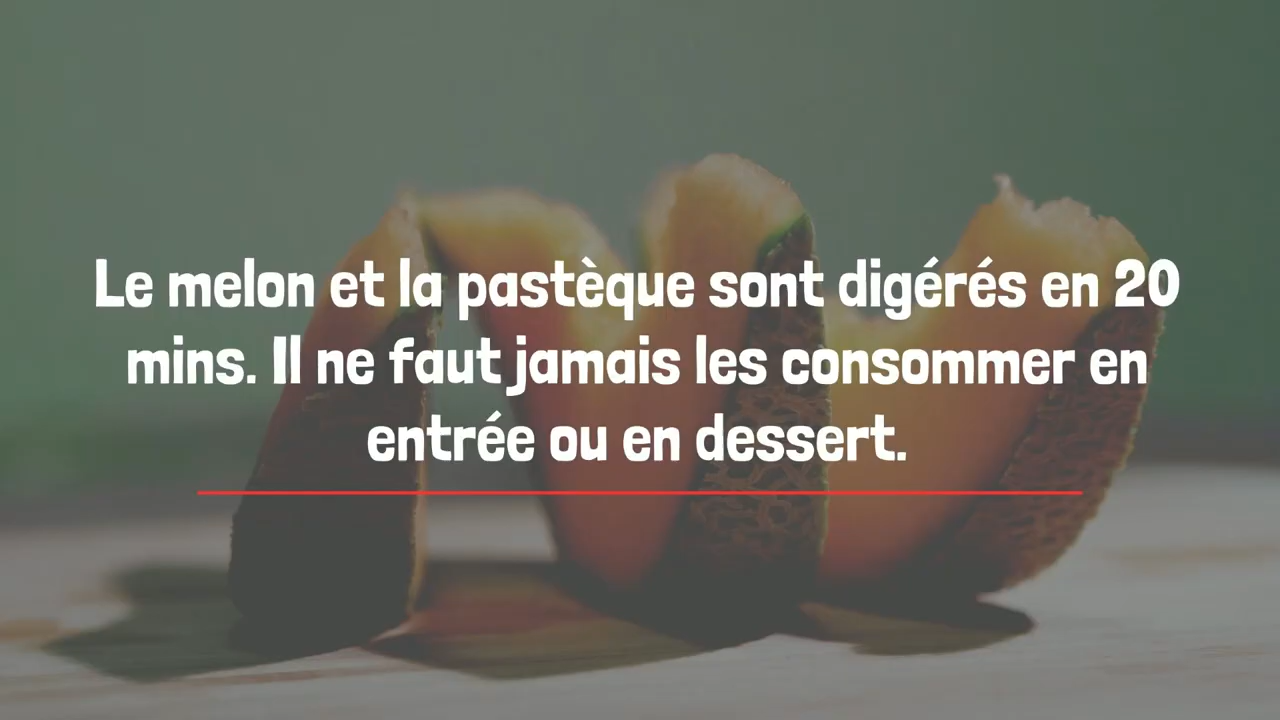 Le melon et la pastèque sont digérés en 20
mins. Il ne faut jamais les consommer en
entrée ou en dessert.